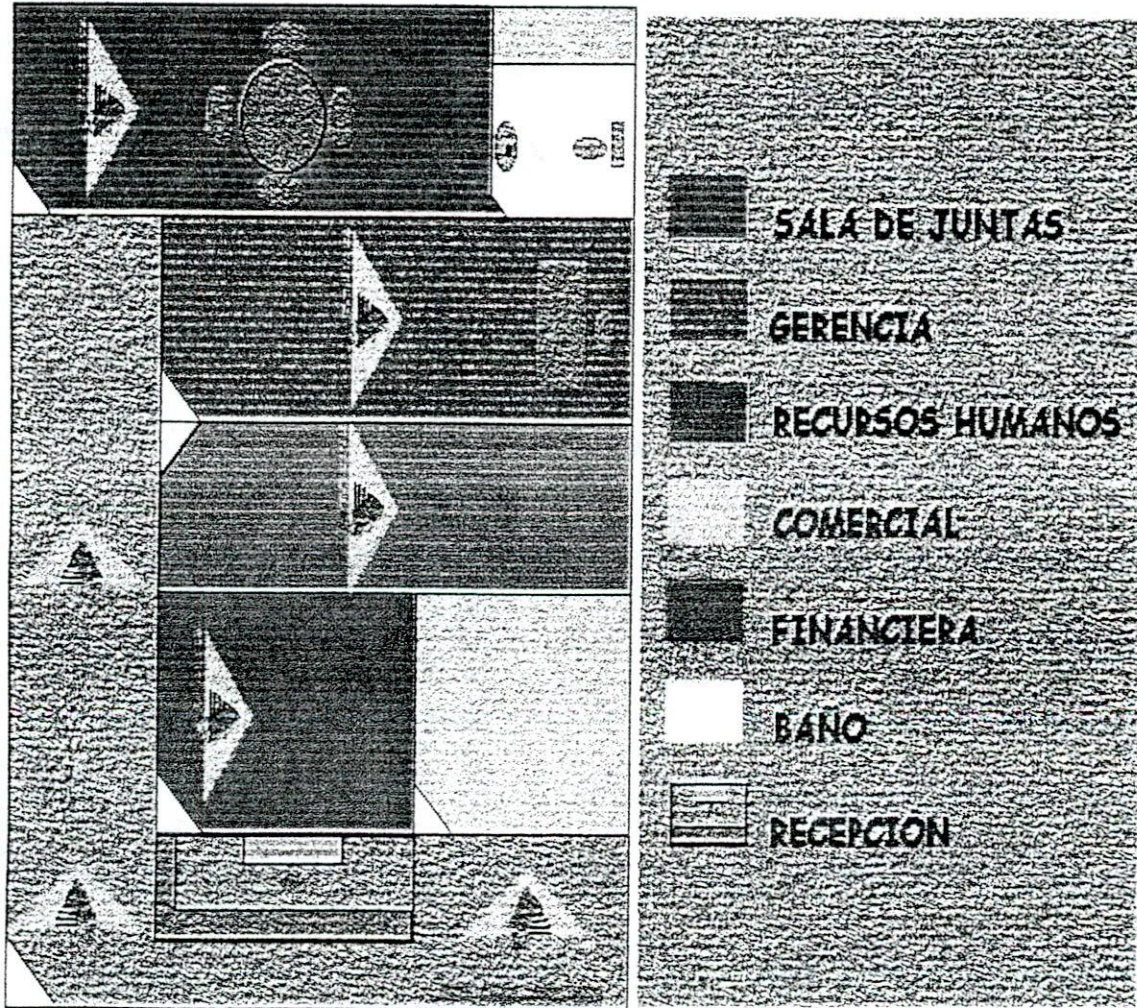 SALA DE JUNTAS
GERENCIA
RECURSOS HUMANOS
COMERCIAL
FINANCIERA
BAÑO
RECEPCION